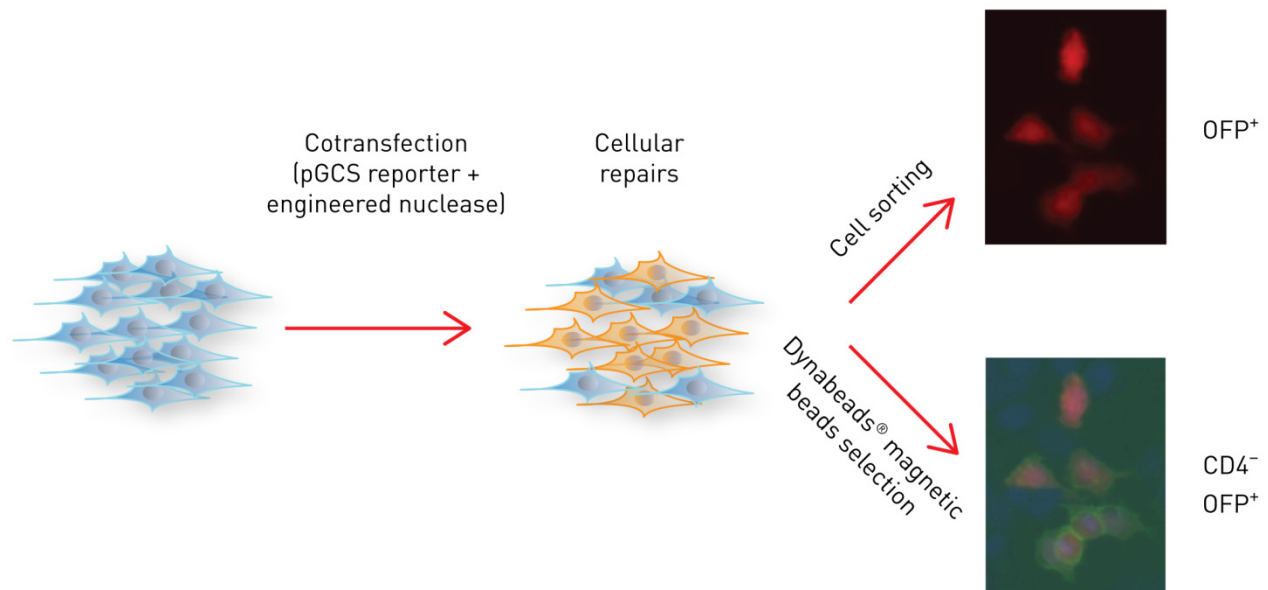 Cotransfection
(pGCS reporter +
engineered nuclease)
Cellular
repairs
Cell sorting
OFP⁺
Dynabeads® magnetic
beads selection
CD4⁻
OFP⁺